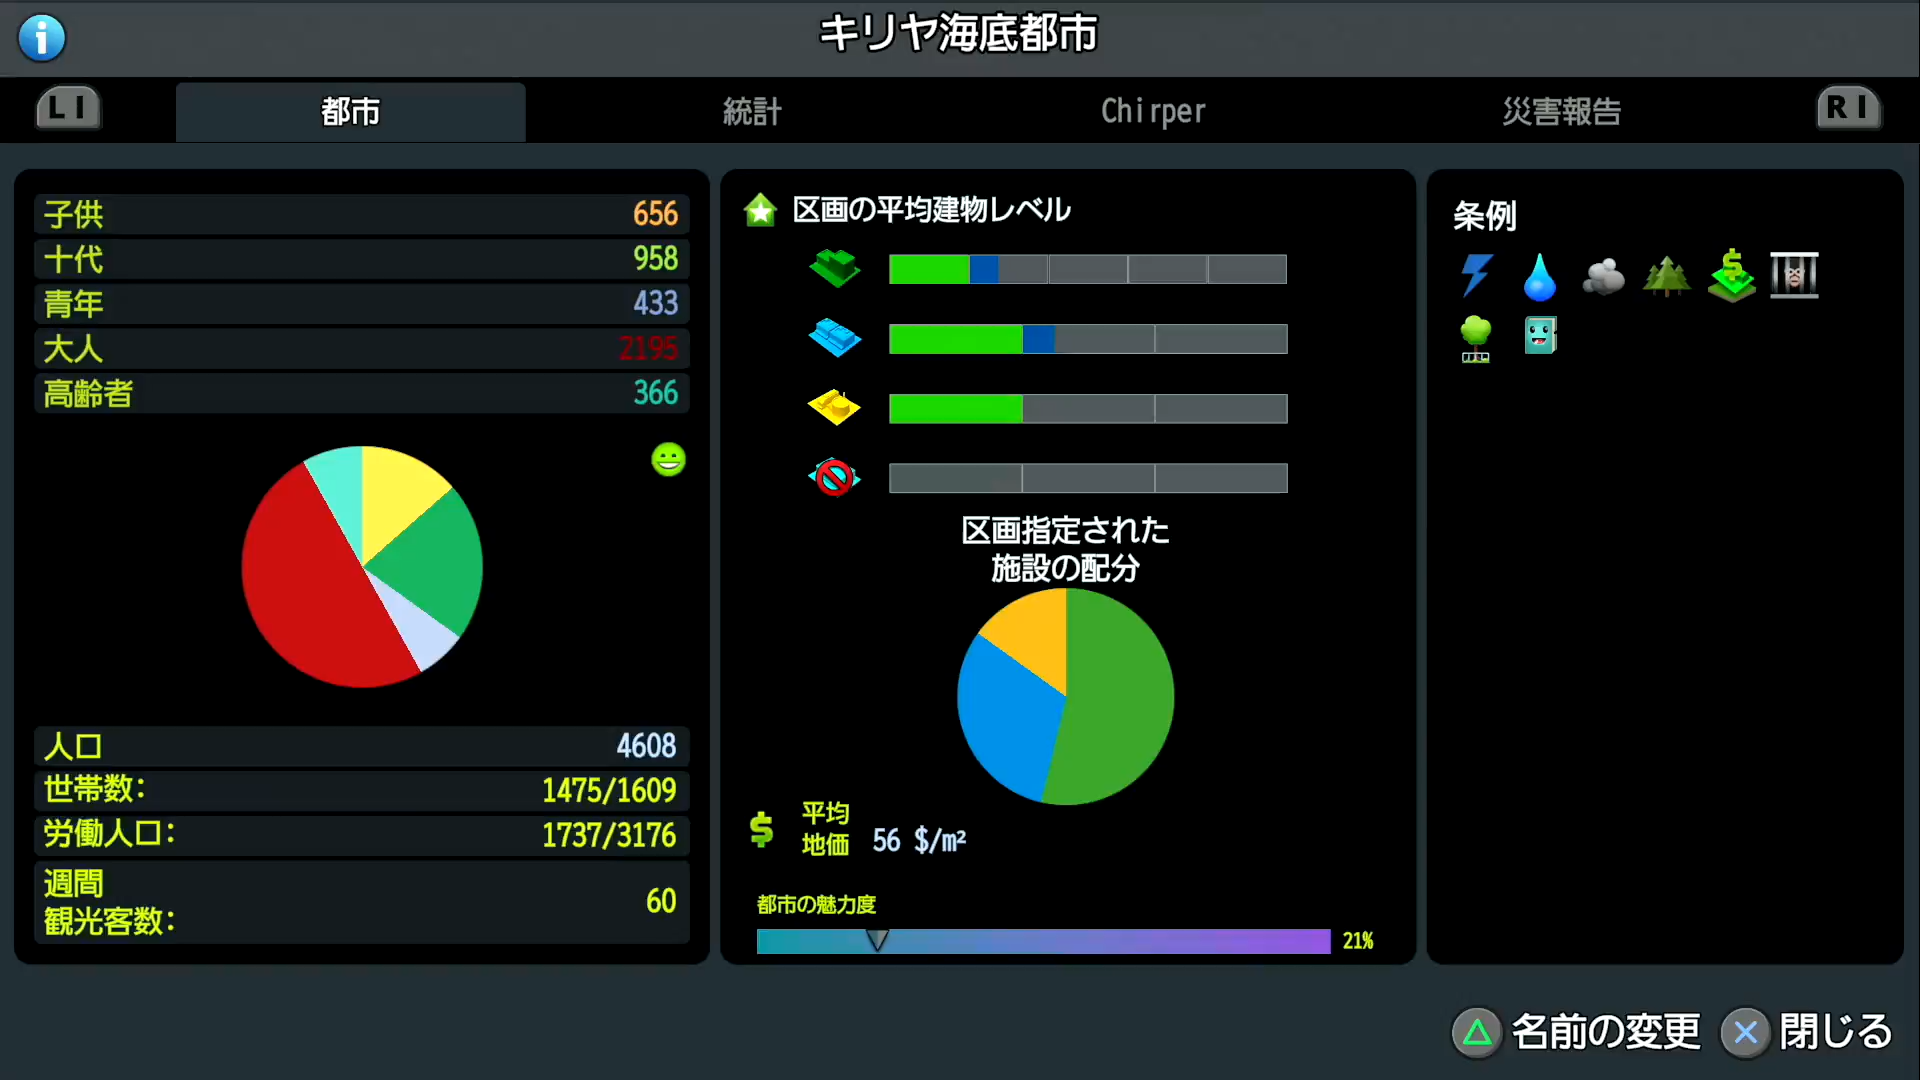 キリヤ海底都市
L1
都市
統計
Chirper
災害報告
R1
子供 656
十代 958
青年 433
大人 2195
高齢者 366
人口 4608
世帯数: 1475/1609
労働人口: 1737/3176
週間
観光客数: 60
区画の平均建物レベル
区画指定された
施設の配分
平均
地価 56 $/m²
都市の魅力度
21%
条例
名前の変更
閉じる